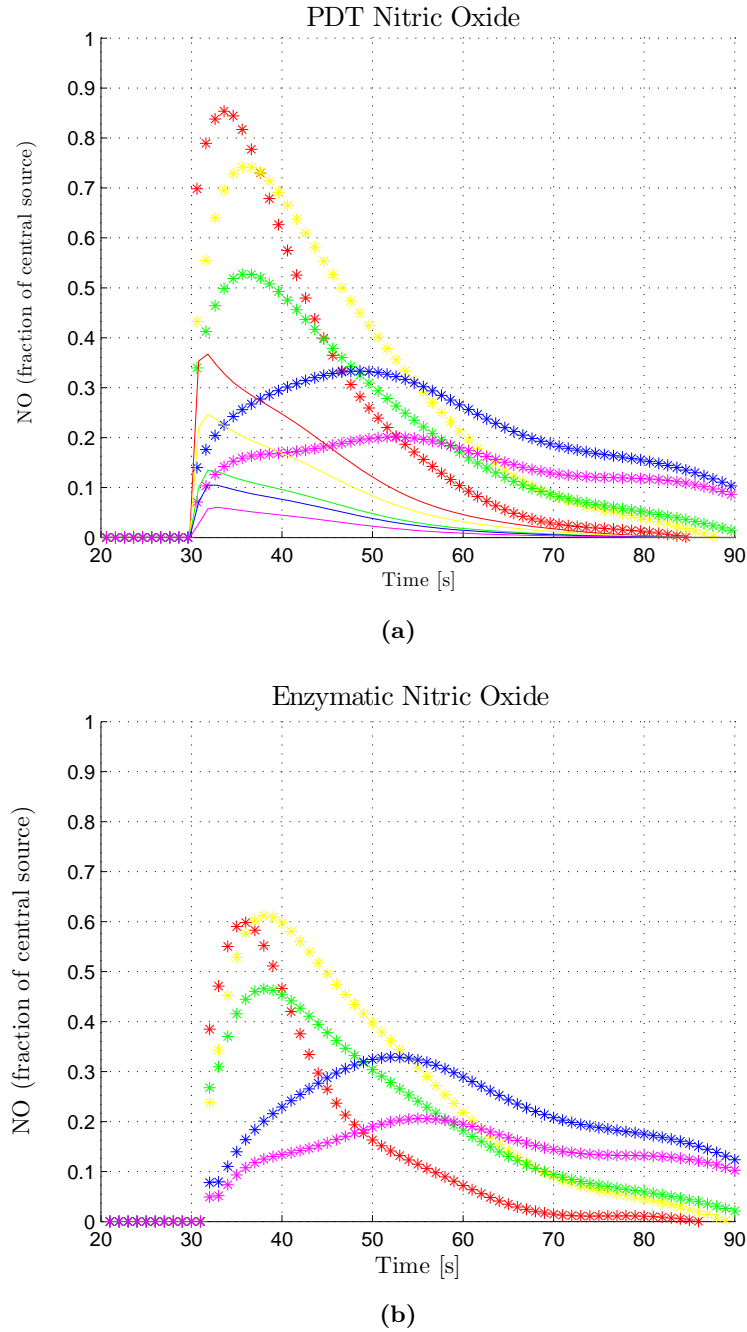 PDT Nitric Oxide
1
0.9
0.8
0.7
0.6
0.5
0.4
0.3
0.2
0.1
0
NO (fraction of central source)
20 30 40 50 60 70 80 90
Time [s]
(a)
Enzymatic Nitric Oxide
1
0.9
0.8
0.7
0.6
0.5
0.4
0.3
0.2
0.1
0
NO (fraction of central source)
20 30 40 50 60 70 80 90
Time [s]
(b)